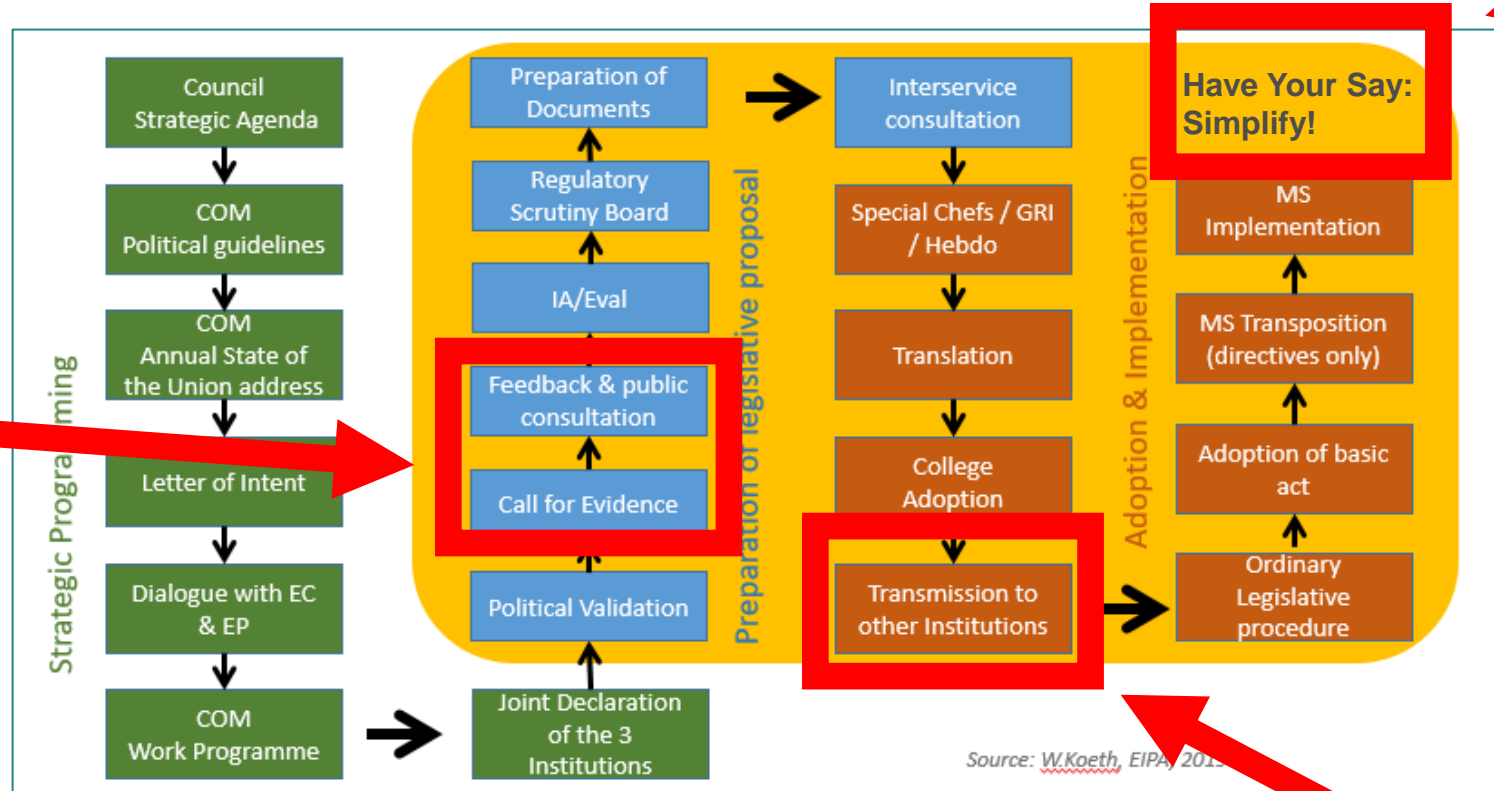 Strategic Programming
Council
Strategic Agenda
COM
Political guidelines
COM
Annual State of
the Union address
Letter of Intent
Dialogue with EC
& EP
COM
Work Programme
Joint Declaration
of the 3
Institutions
Political Validation
Call for Evidence
Feedback & public
consultation
IA/Eval
Regulatory
Scrutiny Board
Preparation of
Documents
Preparation of legislative proposal
Interservice
consultation
Special Chefs / GRI
/ Hebdo
Translation
College
Adoption
Transmission to
other Institutions
Adoption & Implementation
Ordinary
Legislative
procedure
Adoption of basic
act
MS Transposition
(directives only)
MS
Implementation
Have Your Say:
Simplify!
Source: W.Koeth, EIPA,